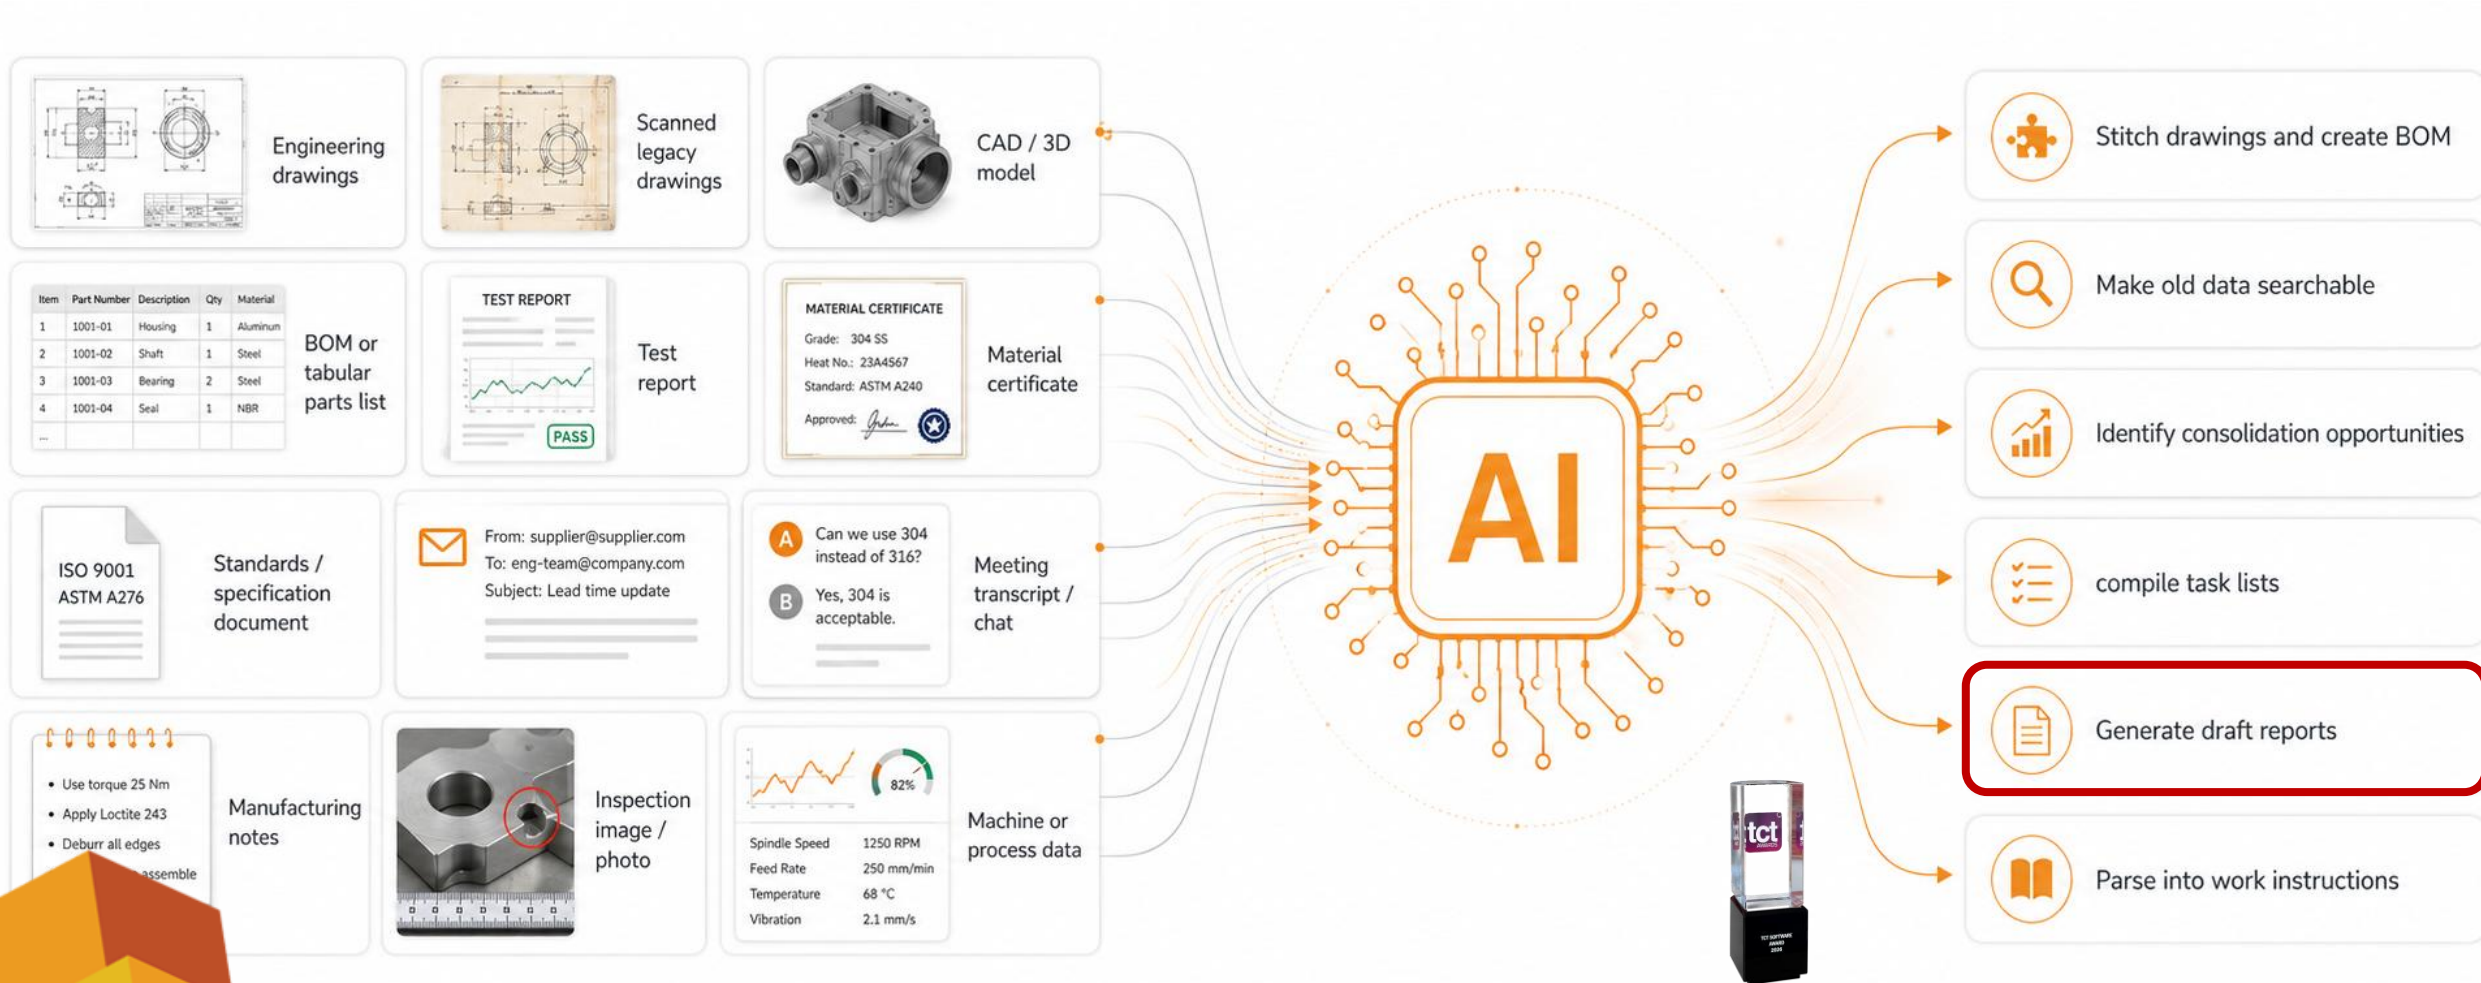 Engineering
drawings
Scanned
legacy
drawings
CAD / 3D
model
Item Part Number Description Qty Material
1 1001-01 Housing 1 Aluminun
2 1001-02 Shaft 1 Steel
3 1001-03 Bearing 2 Steel
4 1001-04 Seal 1 NBR
...
BOM or
tabular
parts list
TEST REPORT
PASS
Test
report
MATERIAL CERTIFICATE
Grade: 304 SS
Heat No.: 23A4567
Standard: ASTM A240
Approved:
Material
certificate
ISO 9001
ASTM A276
Standards /
specification
document
From: supplier@supplier.com
To: eng-team@company.com
Subject: Lead time update
A Can we use 304
instead of 316?
B Yes, 304 is
acceptable.
Meeting
transcript /
chat
• Use torque 25 Nm
• Apply Loctite 243
• Deburr all edges
assemble
Manufacturing
notes
Inspection
image /
photo
82%
Spindle Speed 1250 RPM
Feed Rate 250 mm/min
Temperature 68 °C
Vibration 2.1 mm/s
Machine or
process data
AI
Stitch drawings and create BOM
Make old data searchable
Identify consolidation opportunities
compile task lists
Generate draft reports
Parse into work instructions
tct
AWARDS
TCT SOFTWARE
AWARD
2026